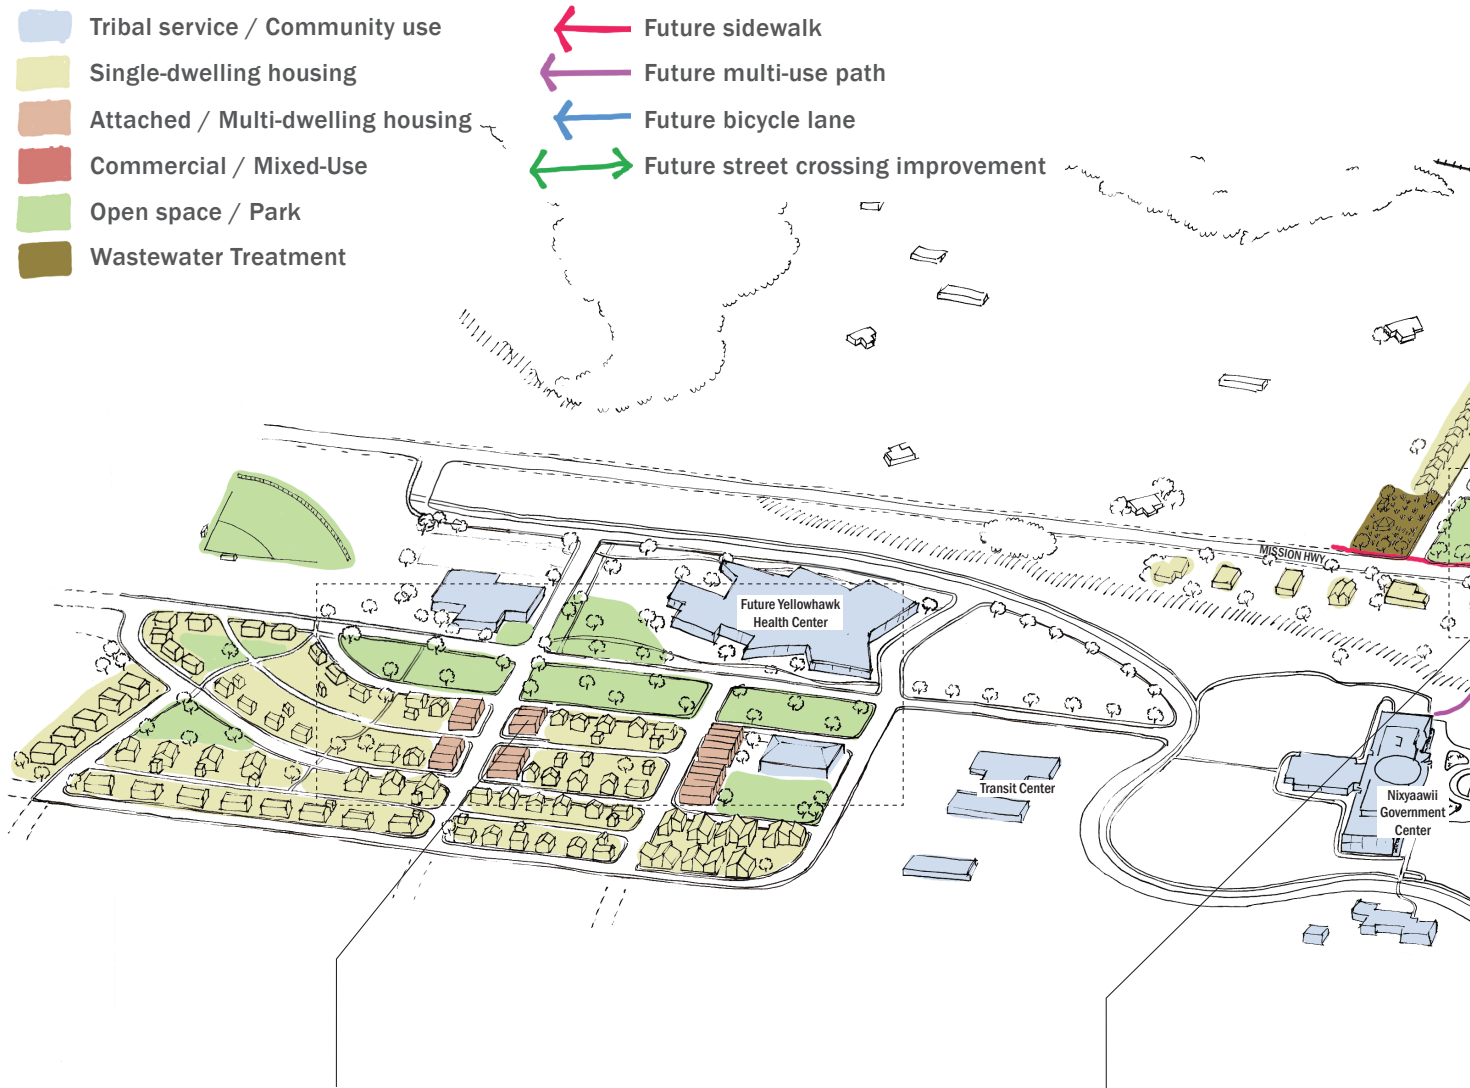 Tribal service / Community use
Single-dwelling housing
Attached / Multi-dwelling housing
Commercial / Mixed-Use
Open space / Park
Wastewater Treatment
Future sidewalk
Future multi-use path
Future bicycle lane
Future street crossing improvement
MISSION HWY
Future Yellowhawk
Health Center
Transit Center
Nixyaawii
Government
Center